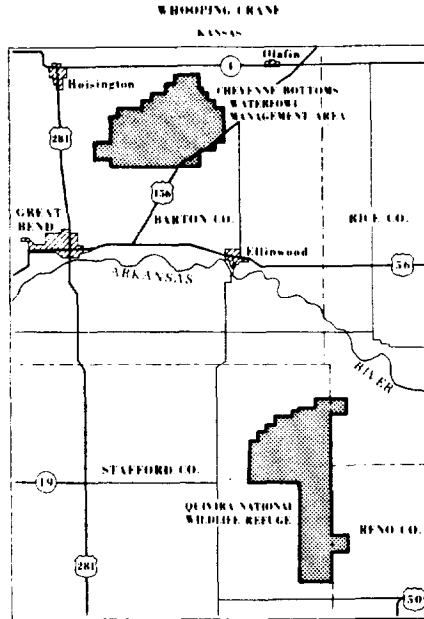 WHOOPING CRANE
KANSAS
4
Olafin
Hoisington
CHEYENNE BOTTOMS
WATERFOWL
MANAGEMENT AREA
281
156
GREAT
BEND
BARTON CO.
RICE CO.
Ellinwood
56
ARKANSAS
RIVER
STAFFORD CO.
19
QUIVIRA NATIONAL
WILDLIFE REFUGE
RENO CO.
281
50